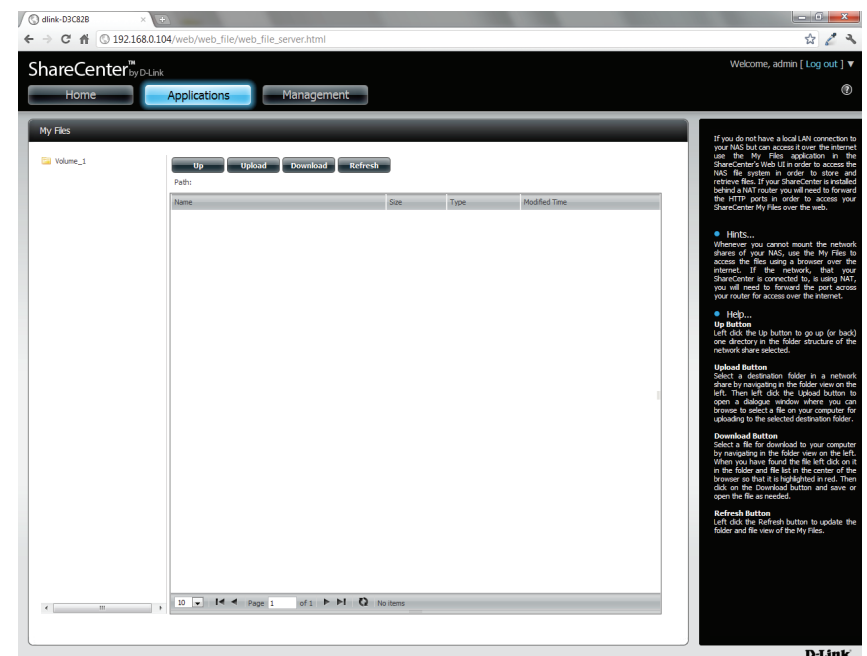 dlink-D3C82B
192.168.0.104/web/web_file/web_file_server.html
ShareCenter™ by D-Link
Welcome, admin [ Log out ]
Home
Applications
Management
My Files
Volume_1
Up
Upload
Download
Refresh
Path:
Name
Size
Type
Modified Time
10
Page 1 of 1
No items
If you do not have a local LAN connection to
your NAS but can access it over the internet
use the My Files application in the
ShareCenter's Web UI in order to access the
NAS file system in order to store and
retrieve files. If your ShareCenter is installed
behind a NAT router you will need to forward
the HTTP ports in order to access your
ShareCenter My Files over the web.
Hints...
Whenever you cannot mount the network
shares of your NAS, use the My Files to
access the files using a browser over the
internet. If the network, that your
ShareCenter is connected to, is using NAT,
you will need to forward the port across
your router for access over the internet.
Help...
Up Button
Left click the Up button to go up (or back)
one directory in the folder structure of the
network share selected.
Upload Button
Select a destination folder in a network
share by navigating in the folder view on the
left. Then left click the Upload button to
open a dialogue window where you can
browse to select a file on your computer for
uploading to the selected destination folder.
Download Button
Select a file for download to your computer
by navigating in the folder view on the left.
When you have found the file left click on it
in the folder and file list in the center of the
browser so that it is highlighted in red. Then
click on the Download button and save or
open the file as needed.
Refresh Button
Left click the Refresh button to update the
folder and file view of the My Files.
D-Link